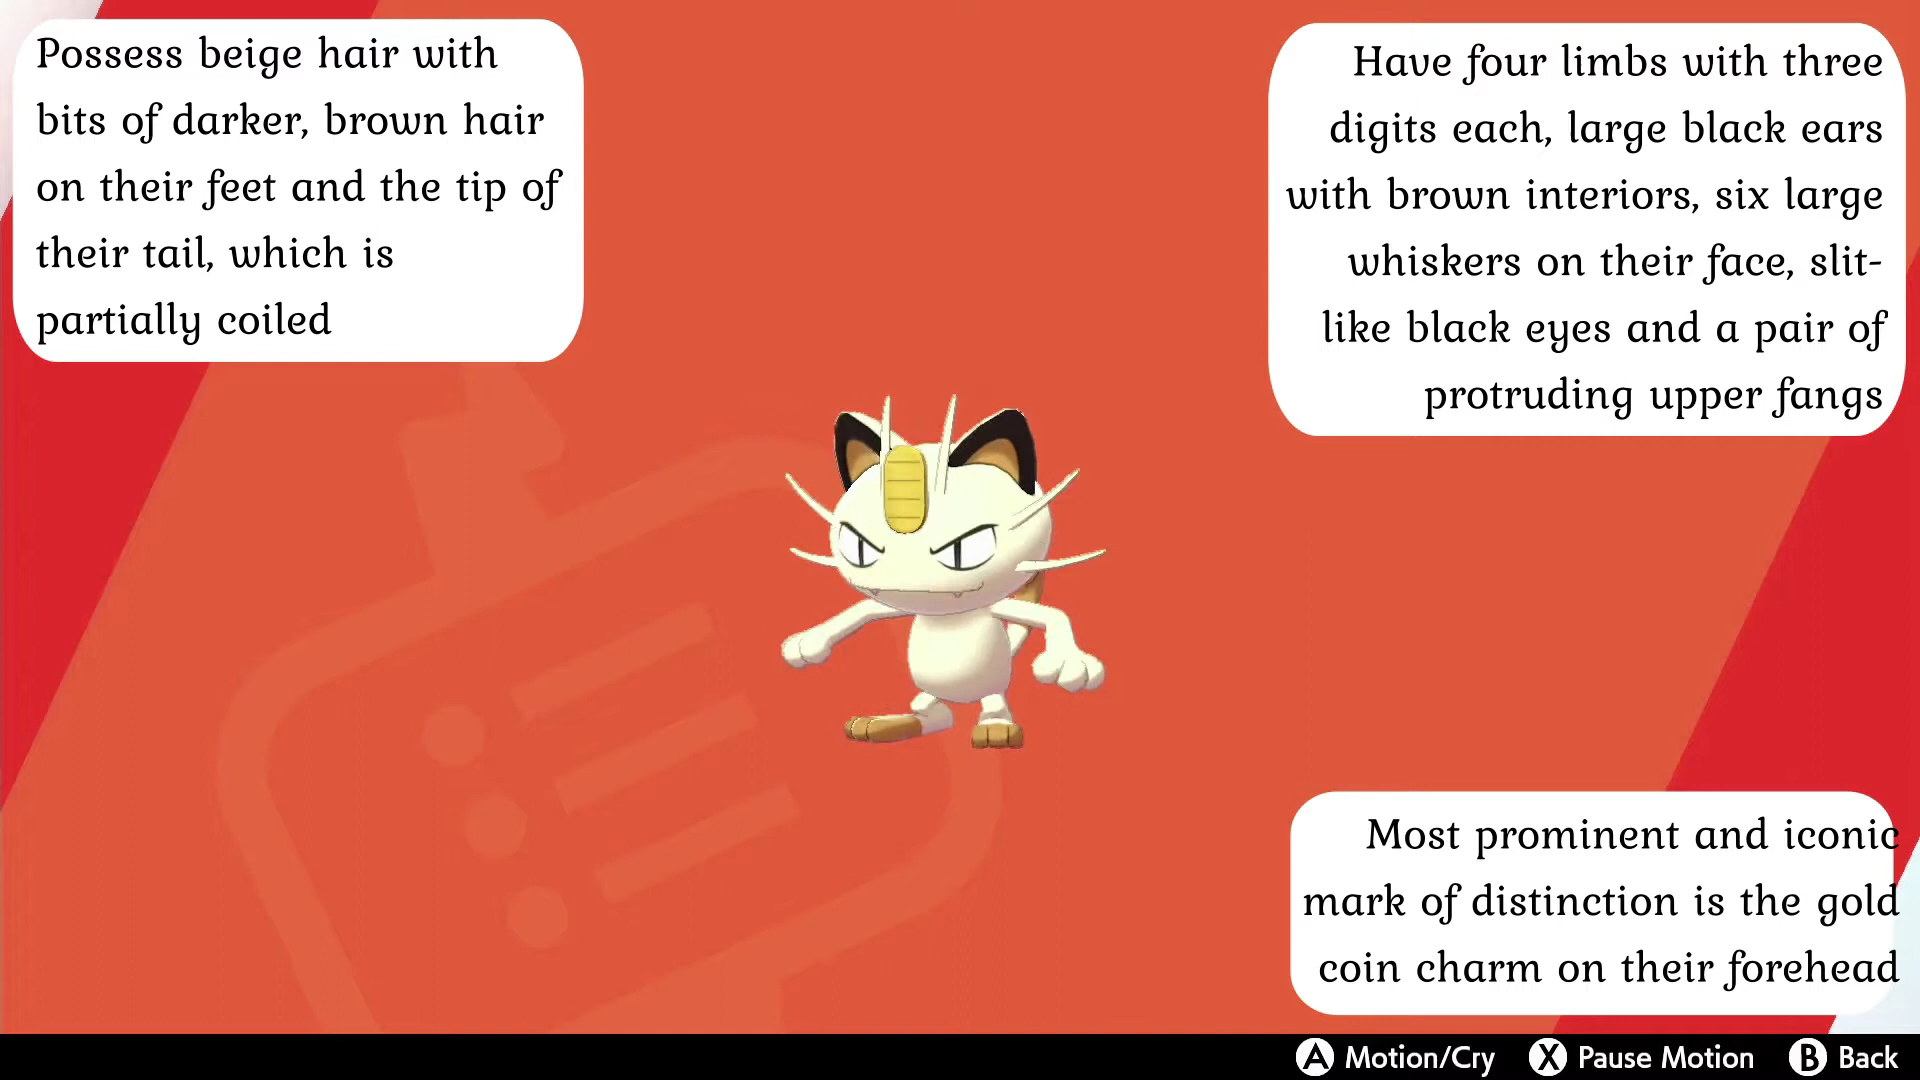 Possess beige hair with
bits of darker, brown hair
on their feet and the tip of
their tail, which is
partially coiled
Have four limbs with three
digits each, large black ears
with brown interiors, six large
whiskers on their face, slit-
like black eyes and a pair of
protruding upper fangs
Most prominent and iconic
mark of distinction is the gold
coin charm on their forehead
A Motion/Cry X Pause Motion B Back